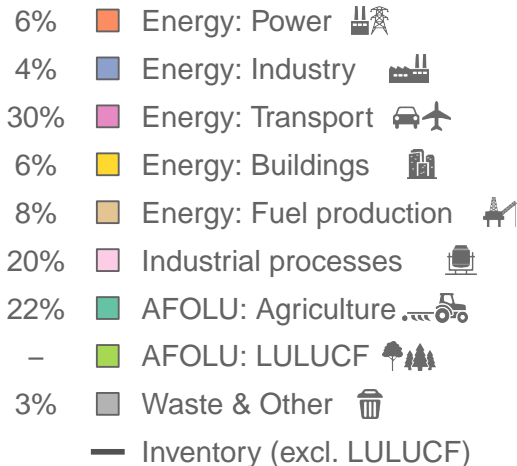 6% Energy: Power
4% Energy: Industry
30% Energy: Transport
6% Energy: Buildings
8% Energy: Fuel production
20% Industrial processes
22% AFOLU: Agriculture
– AFOLU: LULUCF
3% Waste & Other
Inventory (excl. LULUCF)